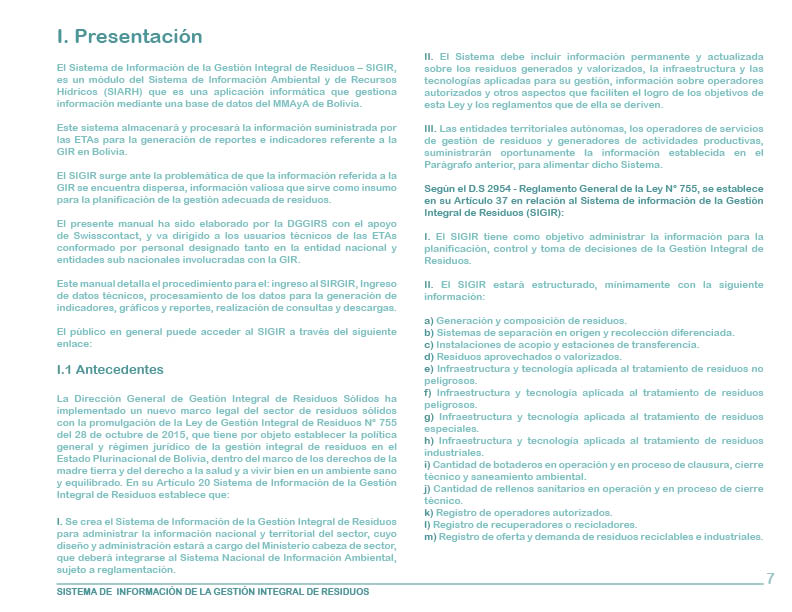 I. Presentación
El Sistema de Información de la Gestión Integral de Residuos – SIGIR,
es un módulo del Sistema de Información Ambiental y de Recursos
Hídricos (SIARH) que es una aplicación informática que gestiona
información mediante una base de datos del MMAyA de Bolivia.
Este sistema almacenará y procesará la información suministrada por
las ETAs para la generación de reportes e indicadores referente a la
GIR en Bolivia.
El SIGIR surge ante la problemática de que la información referida a la
GIR se encuentra dispersa, información valiosa que sirve como insumo
para la planificación de la gestión adecuada de residuos.
El presente manual ha sido elaborado por la DGGIRS con el apoyo
de Swisscontact, y va dirigido a los usuarios técnicos de las ETAs
conformado por personal designado tanto en la entidad nacional y
entidades sub nacionales involucradas con la GIR.
Este manual detalla el procedimiento para el: ingreso al SIRGIR, Ingreso
de datos técnicos, procesamiento de los datos para la generación de
indicadores, gráficos y reportes, realización de consultas y descargas.
El público en general puede acceder al SIGIR a través del siguiente
enlace:
I.1 Antecedentes
La Dirección General de Gestión Integral de Residuos Sólidos ha
implementado un nuevo marco legal del sector de residuos sólidos
con la promulgación de la Ley de Gestión Integral de Residuos N° 755
del 28 de octubre de 2015, que tiene por objeto establecer la política
general y régimen jurídico de la gestión integral de residuos en el
Estado Plurinacional de Bolivia, dentro del marco de los derechos de la
madre tierra y del derecho a la salud y a vivir bien en un ambiente sano
y equilibrado. En su Artículo 20 Sistema de Información de la Gestión
Integral de Residuos establece que:
I. Se crea el Sistema de Información de la Gestión Integral de Residuos
para administrar la información nacional y territorial del sector, cuyo
diseño y administración estará a cargo del Ministerio cabeza de sector,
que deberá integrarse al Sistema Nacional de Información Ambiental,
sujeto a reglamentación.
II. El Sistema debe incluir información permanente y actualizada
sobre los residuos generados y valorizados, la infraestructura y las
tecnologías aplicadas para su gestión, información sobre operadores
autorizados y otros aspectos que faciliten el logro de los objetivos de
esta Ley y los reglamentos que de ella se deriven.
III. Las entidades territoriales autónomas, los operadores de servicios
de gestión de residuos y generadores de actividades productivas,
suministrarán oportunamente la información establecida en el
Parágrafo anterior, para alimentar dicho Sistema.
Según el D.S 2954 - Reglamento General de la Ley N° 755, se establece
en su Artículo 37 en relación al Sistema de información de la Gestión
Integral de Residuos (SIGIR):
I. El SIGIR tiene como objetivo administrar la información para la
planificación, control y toma de decisiones de la Gestión Integral de
Residuos.
II. El SIGIR estará estructurado, mínimamente con la siguiente
información:
a) Generación y composición de residuos.
b) Sistemas de separación en origen y recolección diferenciada.
c) Instalaciones de acopio y estaciones de transferencia.
d) Residuos aprovechados o valorizados.
e) Infraestructura y tecnología aplicada al tratamiento de residuos no
peligrosos.
f) Infraestructura y tecnología aplicada al tratamiento de residuos
peligrosos.
g) Infraestructura y tecnología aplicada al tratamiento de residuos
especiales.
h) Infraestructura y tecnología aplicada al tratamiento de residuos
industriales.
i) Cantidad de botaderos en operación y en proceso de clausura, cierre
técnico y saneamiento ambiental.
j) Cantidad de rellenos sanitarios en operación y en proceso de cierre
técnico.
k) Registro de operadores autorizados.
l) Registro de recuperadores o recicladores.
m) Registro de oferta y demanda de residuos reciclables e industriales.
7
SISTEMA DE INFORMACIÓN DE LA GESTIÓN INTEGRAL DE RESIDUOS